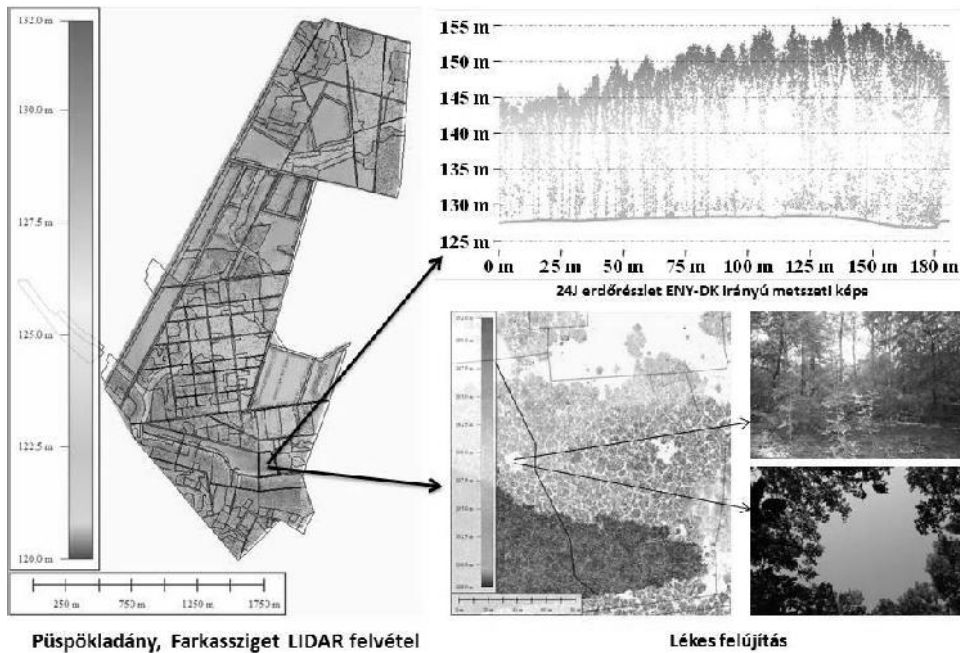 132.0 m
130.0 m
127.5 m
125.0 m
122.5 m
120.0 m
250 m 750 m 1250 m 1750 m
Püspökladány, Farkassziget LIDAR felvétel
155 m
150 m
145 m
140 m
135 m
130 m
125 m
0 m 25 m 50 m 75 m 100 m 125 m 150 m 180 m
24J erdőrészlet ÉNY-DK irányú metszeti képe
Lékes felújítás